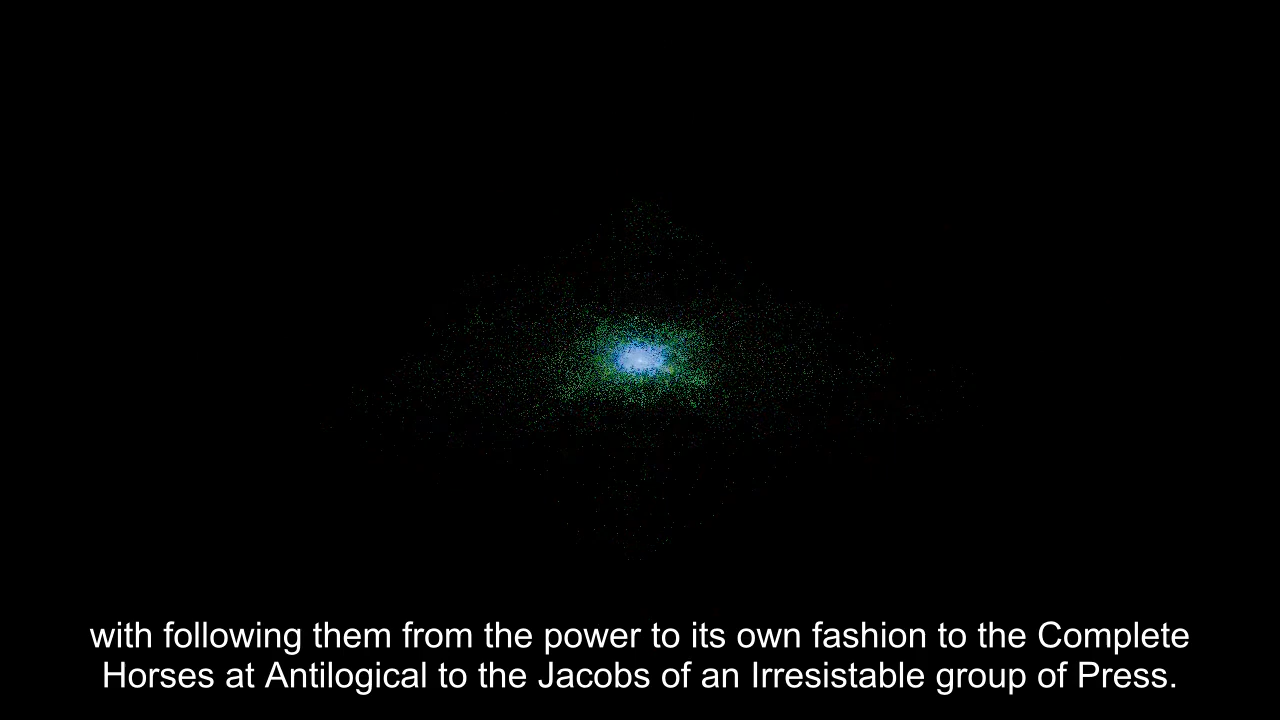 with following them from the power to its own fashion to the Complete
Horses at Antilogical to the Jacobs of an Irresistable group of Press.